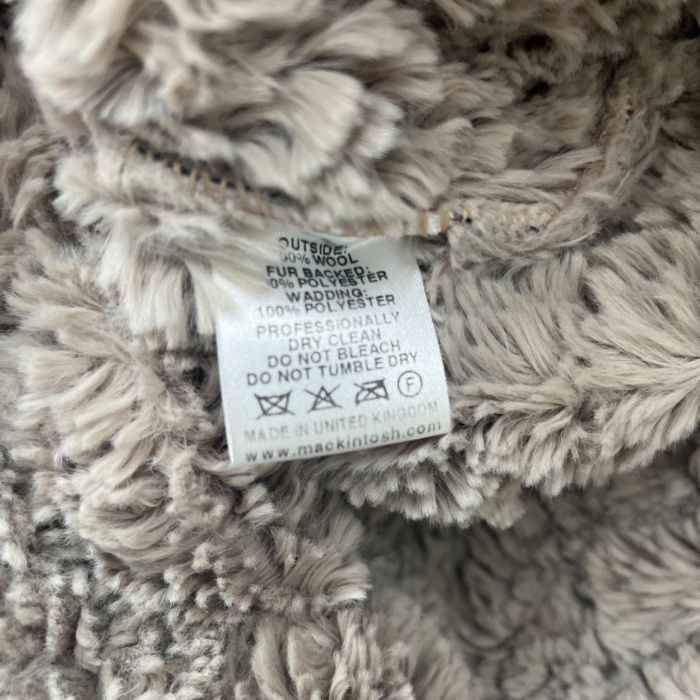 OUTSIDE:
00% WOOL
FUR BACKED:
0% POLYESTER
WADDING:
100% POLYESTER
PROFESSIONALLY
DRY CLEAN
DO NOT BLEACH
DO NOT TUMBLE DRY
F
MADE IN UNITED KINGDOM
www.mackintosh.com